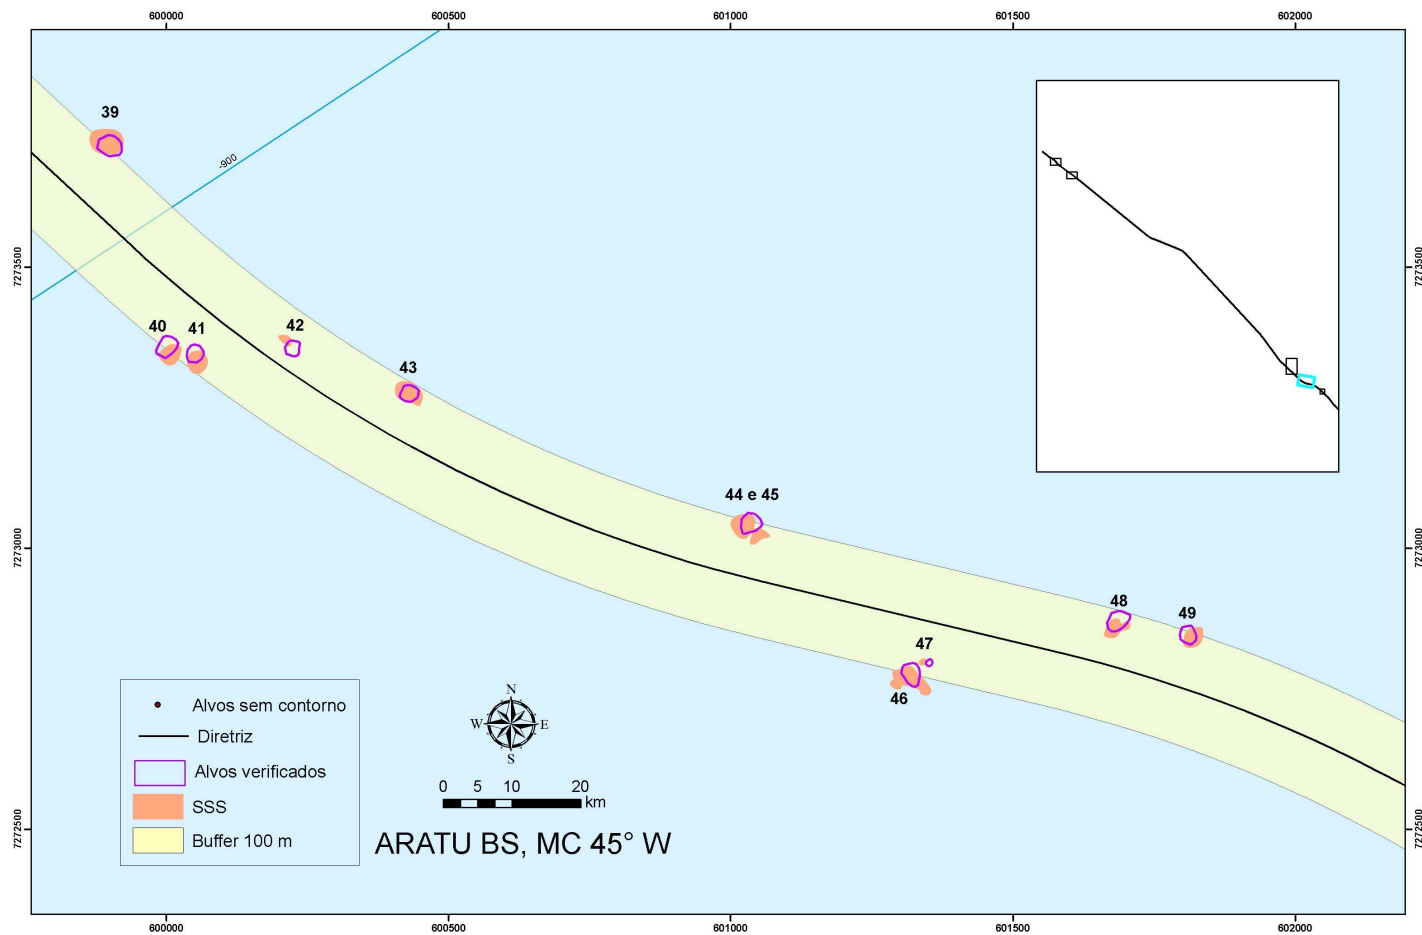 600000 600500 601000 601500 602000
39
-900
7273500 7273500
40 41 42
43
44 e 45
7273000 7273000
48
49
47
46
N
W E
S
Alvos sem contorno
Diretriz
Alvos verificados
SSS
Buffer 100 m
0 5 10 20
km
ARATU BS, MC 45° W
7272500 7272500
600000 600500 601000 601500 602000